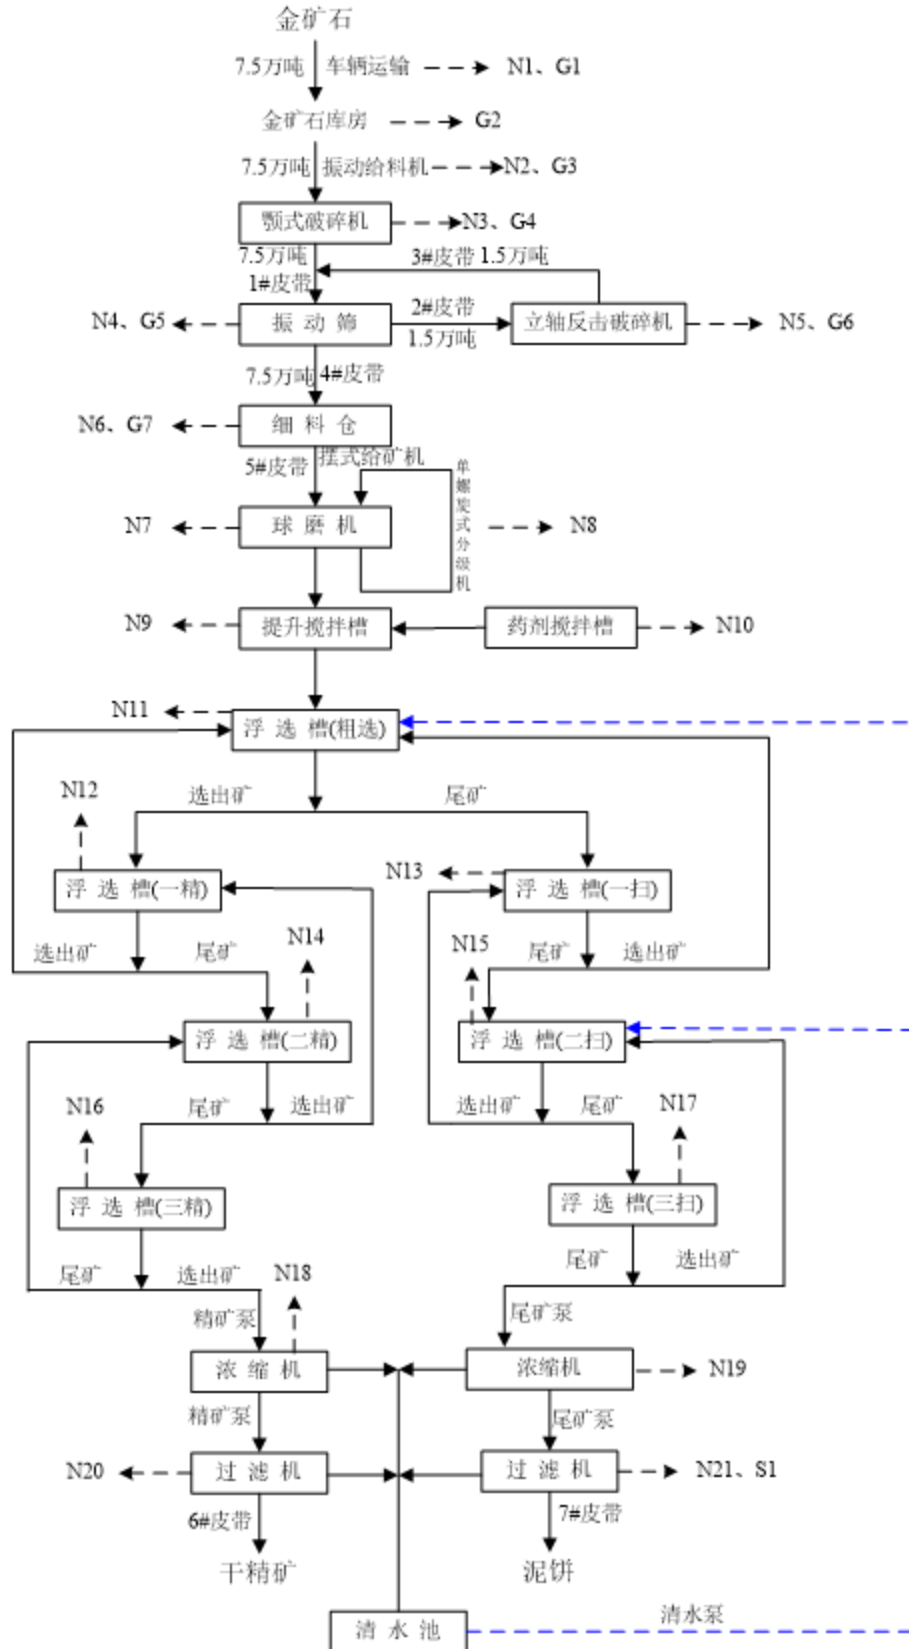 金矿石
7.5万吨 车辆运输 N1、G1
金矿石库房 G2
7.5万吨 振动给料机 N2、G3
颚式破碎机 N3、G4
7.5万吨 3#皮带 1.5万吨
1#皮带
N4、G5 振动筛 2#皮带 立轴反击破碎机 N5、G6
1.5万吨
7.5万吨 4#皮带
N6、G7 细料仓
5#皮带 摆式给矿机
单螺旋式分级机
N7 球磨机 N8
N9 提升搅拌槽 药剂搅拌槽 N10
N11 浮选槽(粗选)
N12 选出矿 尾矿
浮选槽(一精) N13 浮选槽(一扫)
选出矿 尾矿 N14 N15 尾矿 选出矿
浮选槽(二精) 浮选槽(二扫)
N16 尾矿 选出矿 选出矿 尾矿 N17
浮选槽(三精) 浮选槽(三扫)
尾矿 选出矿 N18 尾矿 选出矿
精矿泵 尾矿泵
浓缩机 浓缩机 N19
精矿泵 尾矿泵
N20 过滤机 过滤机 N21、S1
6#皮带 7#皮带
干精矿 泥饼
清水池 清水泵